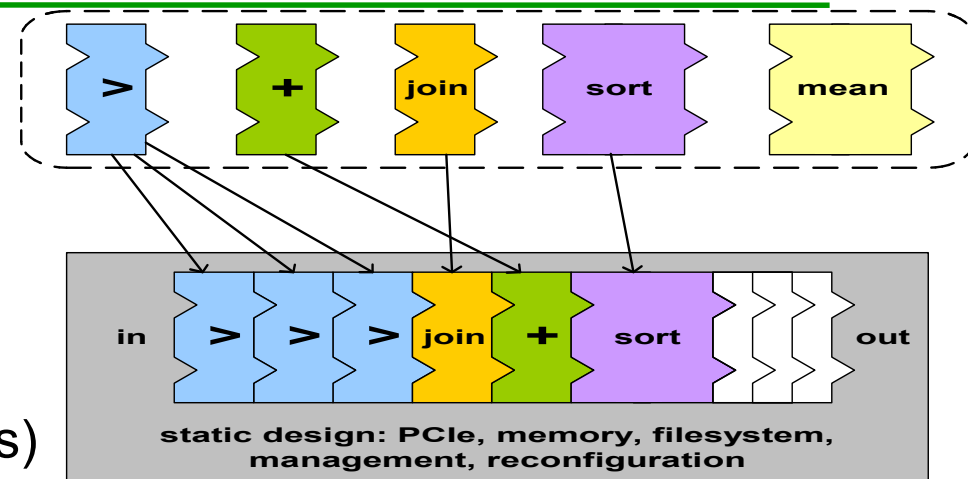 > + join sort mean
in > > > join + sort out
s)
static design: PCIe, memory, filesystem,
management, reconfiguration